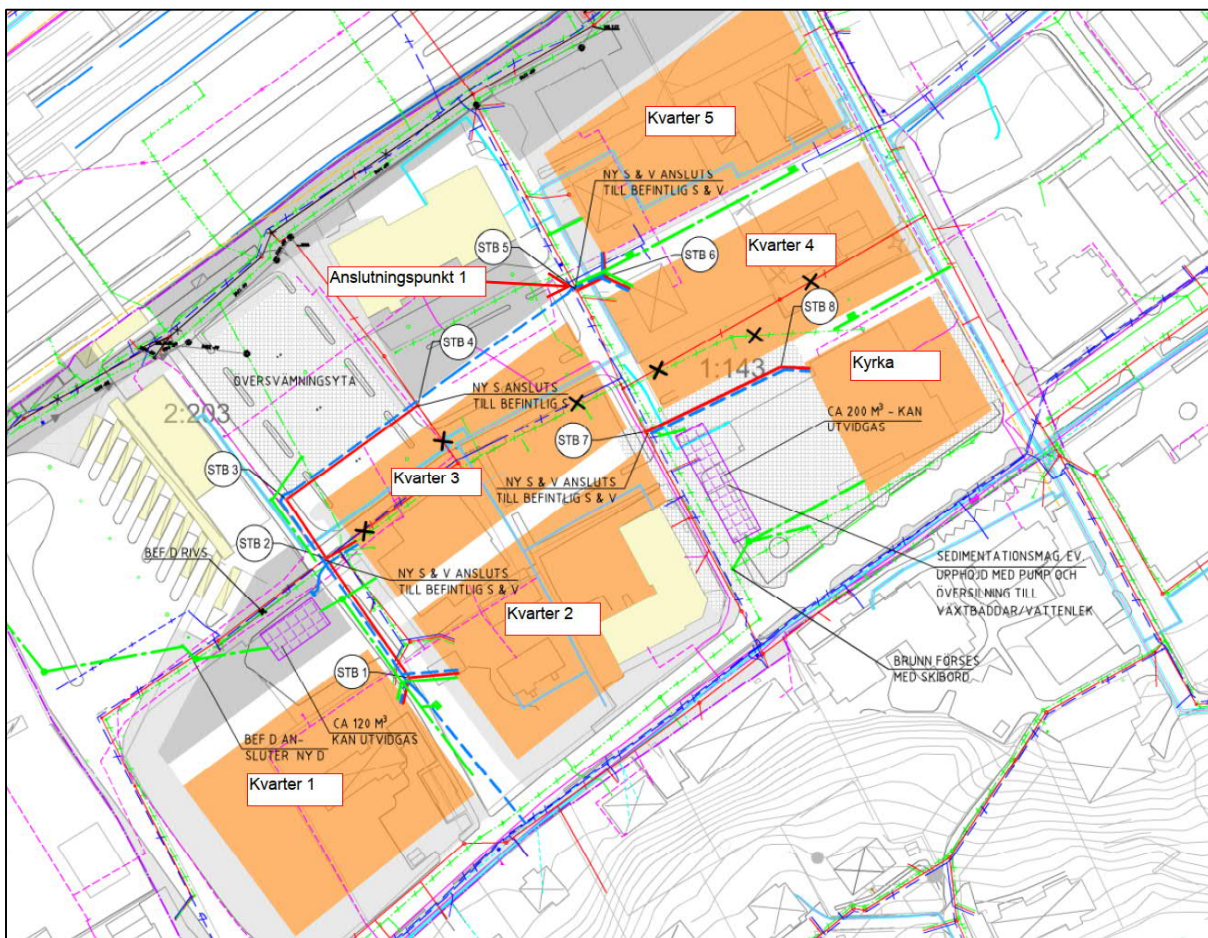 Kvarter 5
NY S & V ANSLUTS
TILL BEFINTLIG S & V
STB 5
STB 6
Kvarter 4
Anslutningspunkt 1
STB 8
STB 4
1:143
Kyrka
ÖVERSVÄMNINGSYTA
2:203
NY S ANSLUTS
TILL BEFINTLIG S
CA 200 M³ - KAN
UTVIDGAS
STB 7
STB 3
Kvarter 3
NY S & V ANSLUTS
TILL BEFINTLIG S & V
STB 2
BEF D RIVS
NY S & V ANSLUTS
TILL BEFINTLIG S & V
SEDIMENTATIONSMAG. EV.
UPPHÖJD MED PUMP OCH
ÖVERSILNING TILL
VÄXTBÄDDAR/VATTENLEK
Kvarter 2
STB 1
BRUNN FÖRSES
MED SKIBORD
CA 120 M³
KAN UTVIDGAS
BEF D AN-
SLUTER NY D
Kvarter 1